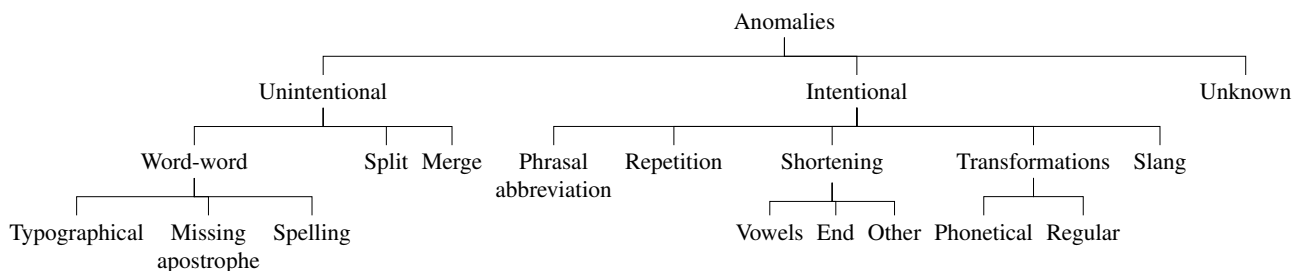 Anomalies
Unintentional Intentional Unknown
Word-word Split Merge Phrasal Repetition Shortening Transformations Slang
abbreviation
Typographical Missing Spelling Vowels End Other Phonetical Regular
apostrophe